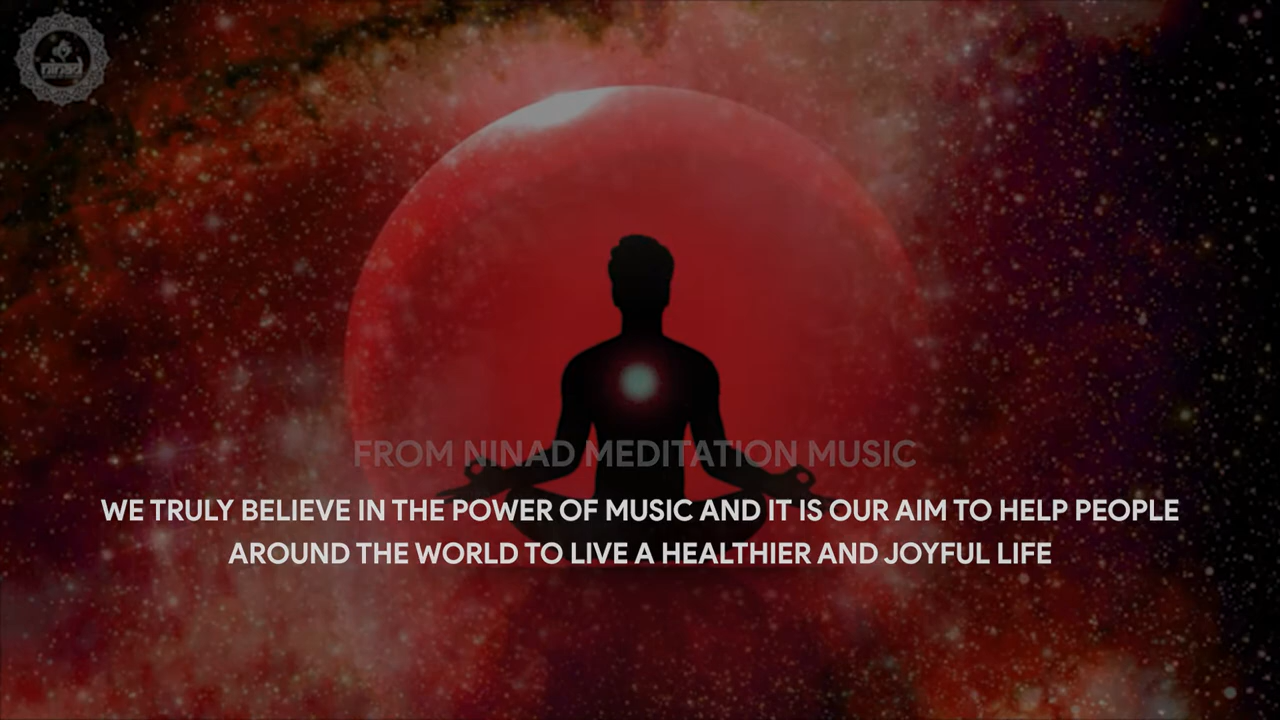 ninad
FROM NINAD MEDITATION MUSIC
WE TRULY BELIEVE IN THE POWER OF MUSIC AND IT IS OUR AIM TO HELP PEOPLE
AROUND THE WORLD TO LIVE A HEALTHIER AND JOYFUL LIFE